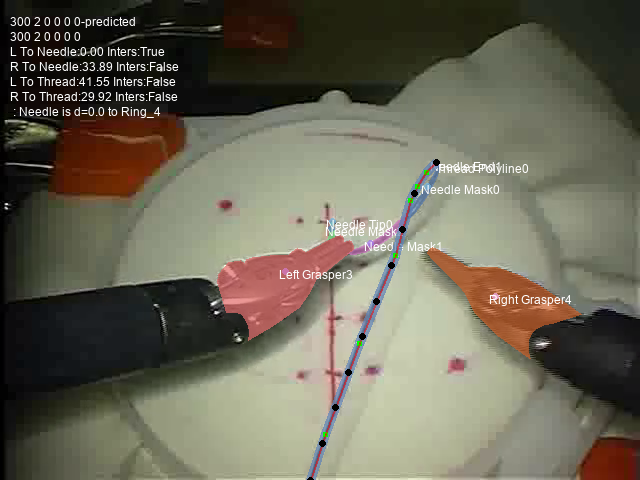 300 2 0 0 0 0-predicted
300 2 0 0 0 0
L To Needle:0.00 Inters:True
R To Needle:33.89 Inters:False
L To Thread:41.55 Inters:False
R To Thread:29.92 Inters:False
: Needle is d=0.0 to Ring_4
Thread Polyline0
Needle Mask0
Needle Tip0
Needle Mask
Needle Mask1
Left Grasper3
Right Grasper4